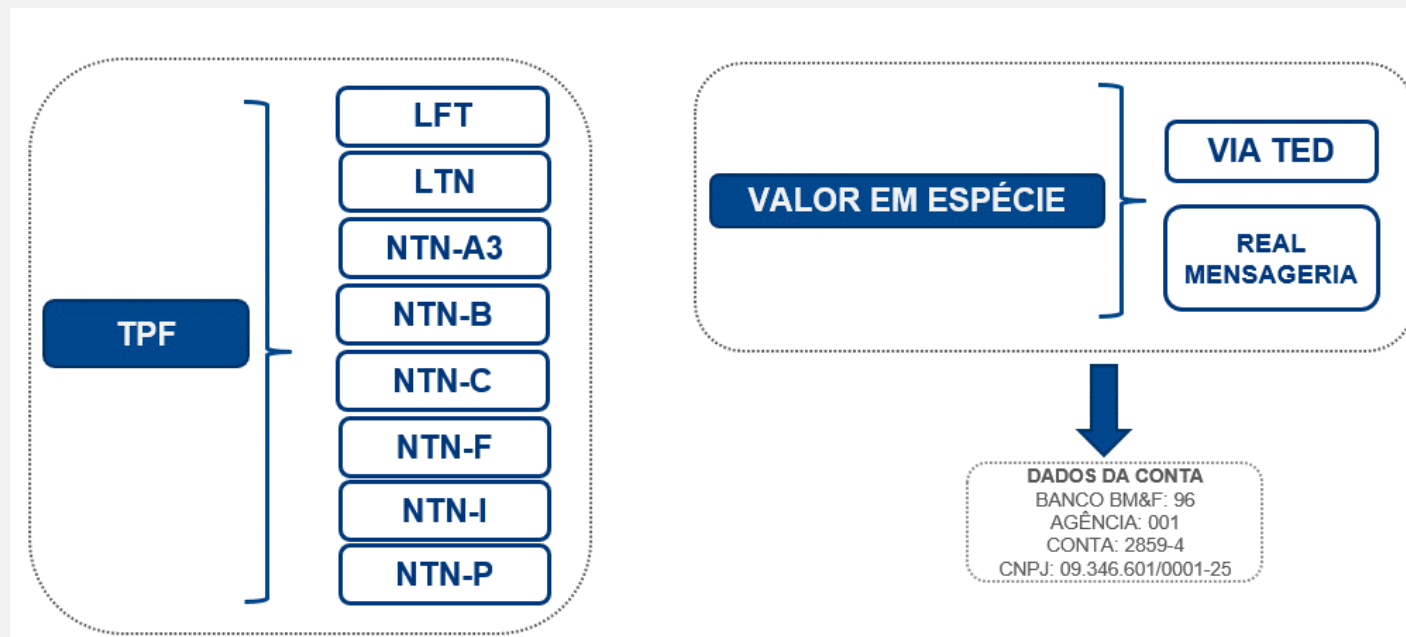 TPF
LFT
LTN
NTN-A3
NTN-B
NTN-C
NTN-F
NTN-I
NTN-P
VALOR EM ESPÉCIE
VIA TED
REAL
MENSAGERIA
DADOS DA CONTA
BANCO BM&F: 96
AGÊNCIA: 001
CONTA: 2859-4
CNPJ: 09.346.601/0001-25